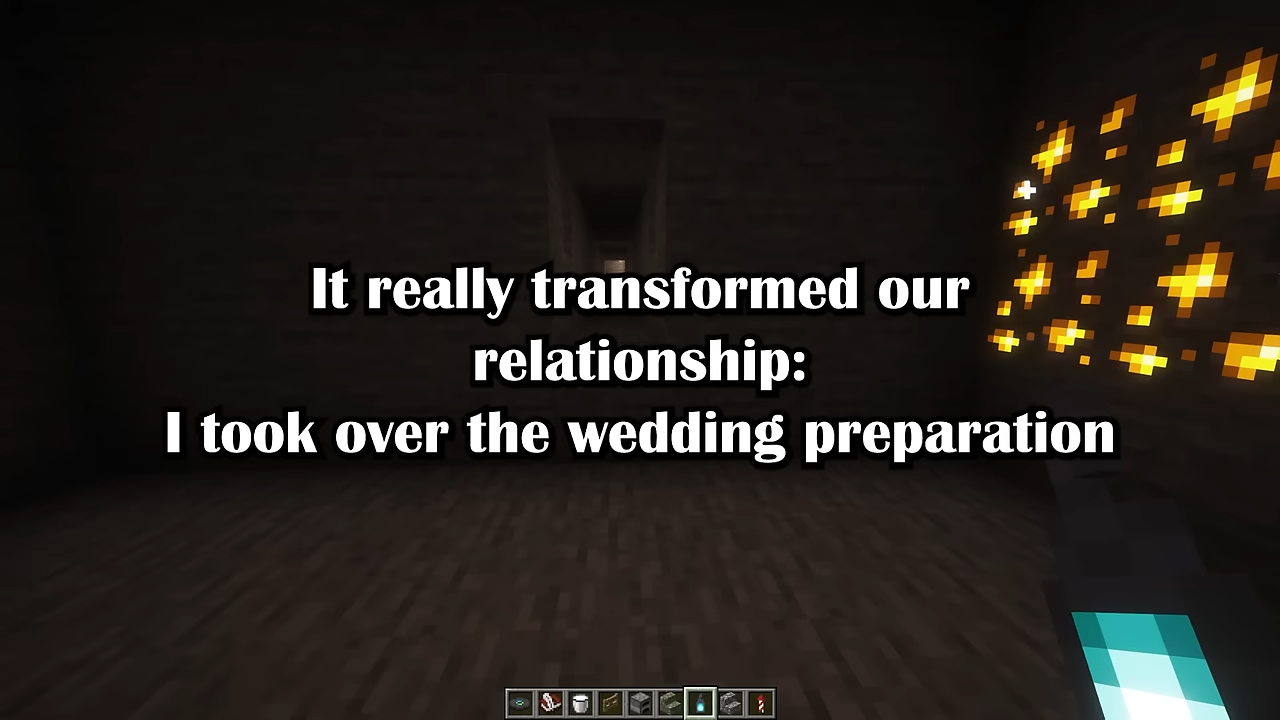 It really transformed our
relationship:
I took over the wedding preparation